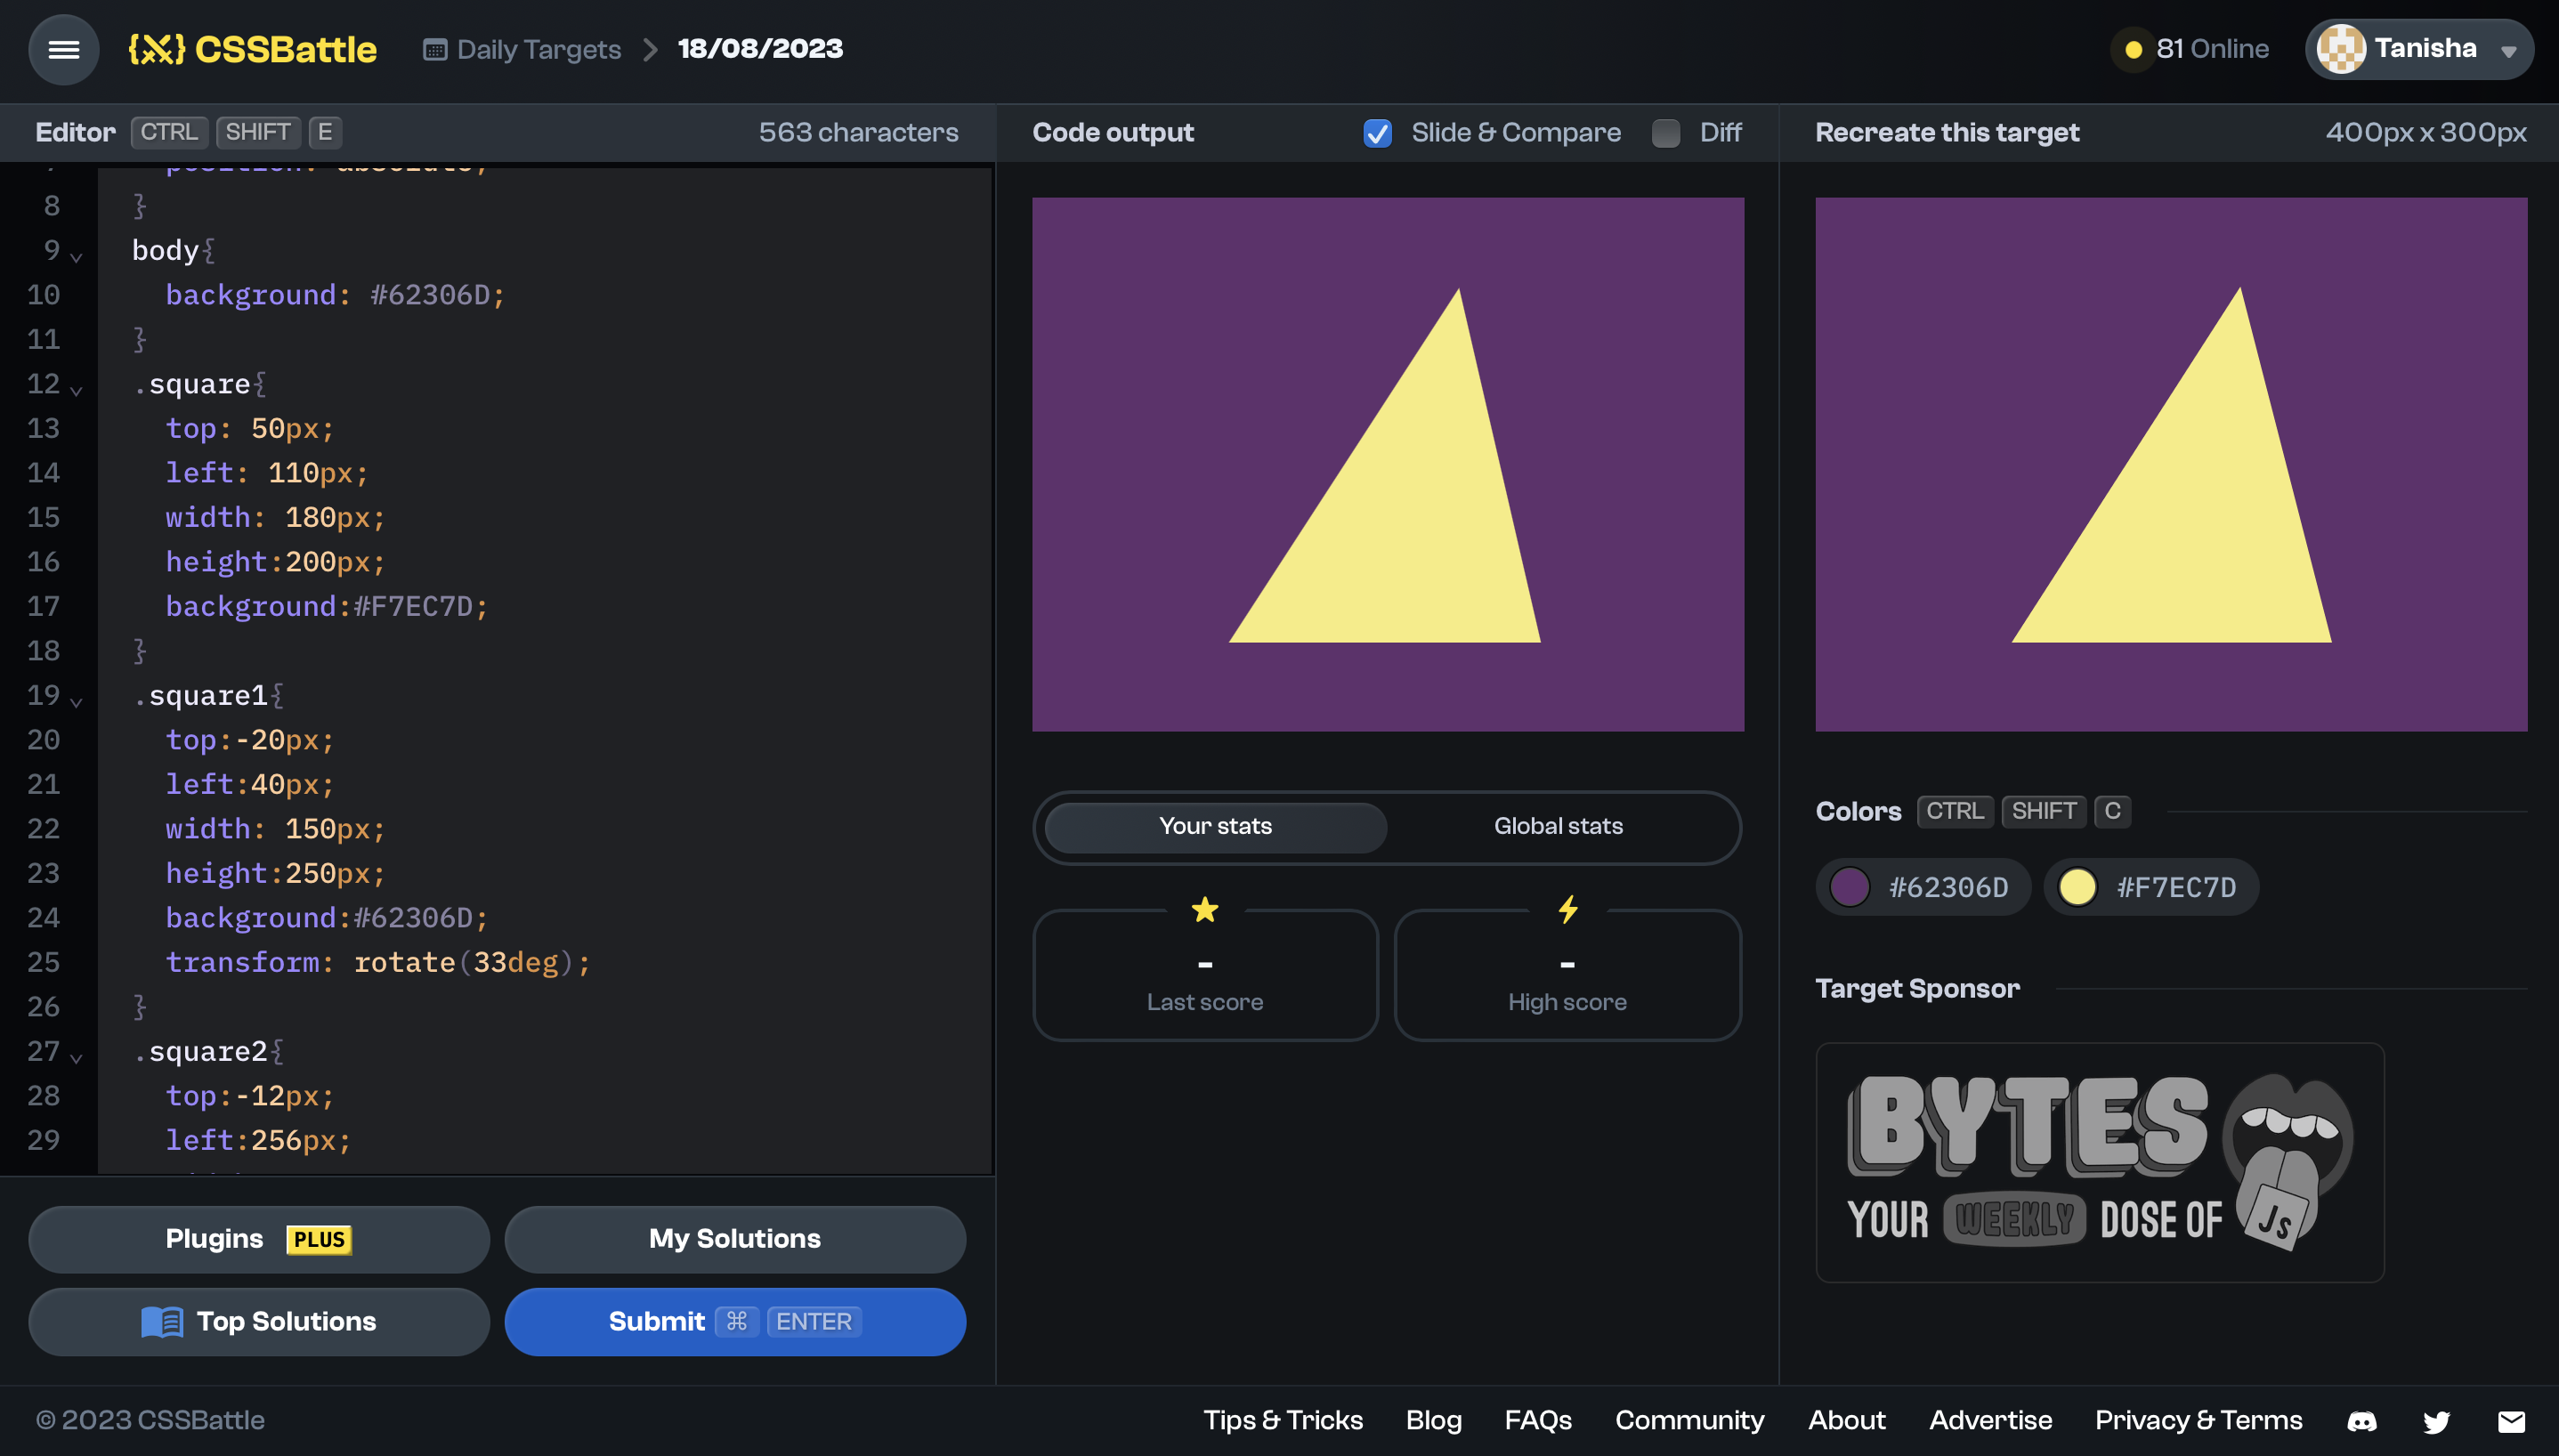 CSSBattle
Daily Targets
18/08/2023
81 Online
Tanisha
Editor CTRL SHIFT E
563 characters
8 }
9 body{
10 background: #62306D;
11 }
12 .square{
13 top: 50px;
14 left: 110px;
15 width: 180px;
16 height:200px;
17 background:#F7EC7D;
18 }
19 .square1{
20 top:-20px;
21 left:40px;
22 width: 150px;
23 height:250px;
24 background:#62306D;
25 transform: rotate(33deg);
26 }
27 .square2{
28 top:-12px;
29 left:256px;
Plugins PLUS
My Solutions
Top Solutions
Submit ⌘ ENTER
Code output
Slide & Compare
Diff
Your stats
Global stats
-
Last score
-
High score
Recreate this target
400px x 300px
Colors CTRL SHIFT C
#62306D
#F7EC7D
Target Sponsor
BYTES
YOUR WEEKLY DOSE OF
JS
© 2023 CSSBattle
Tips & Tricks
Blog
FAQs
Community
About
Advertise
Privacy & Terms